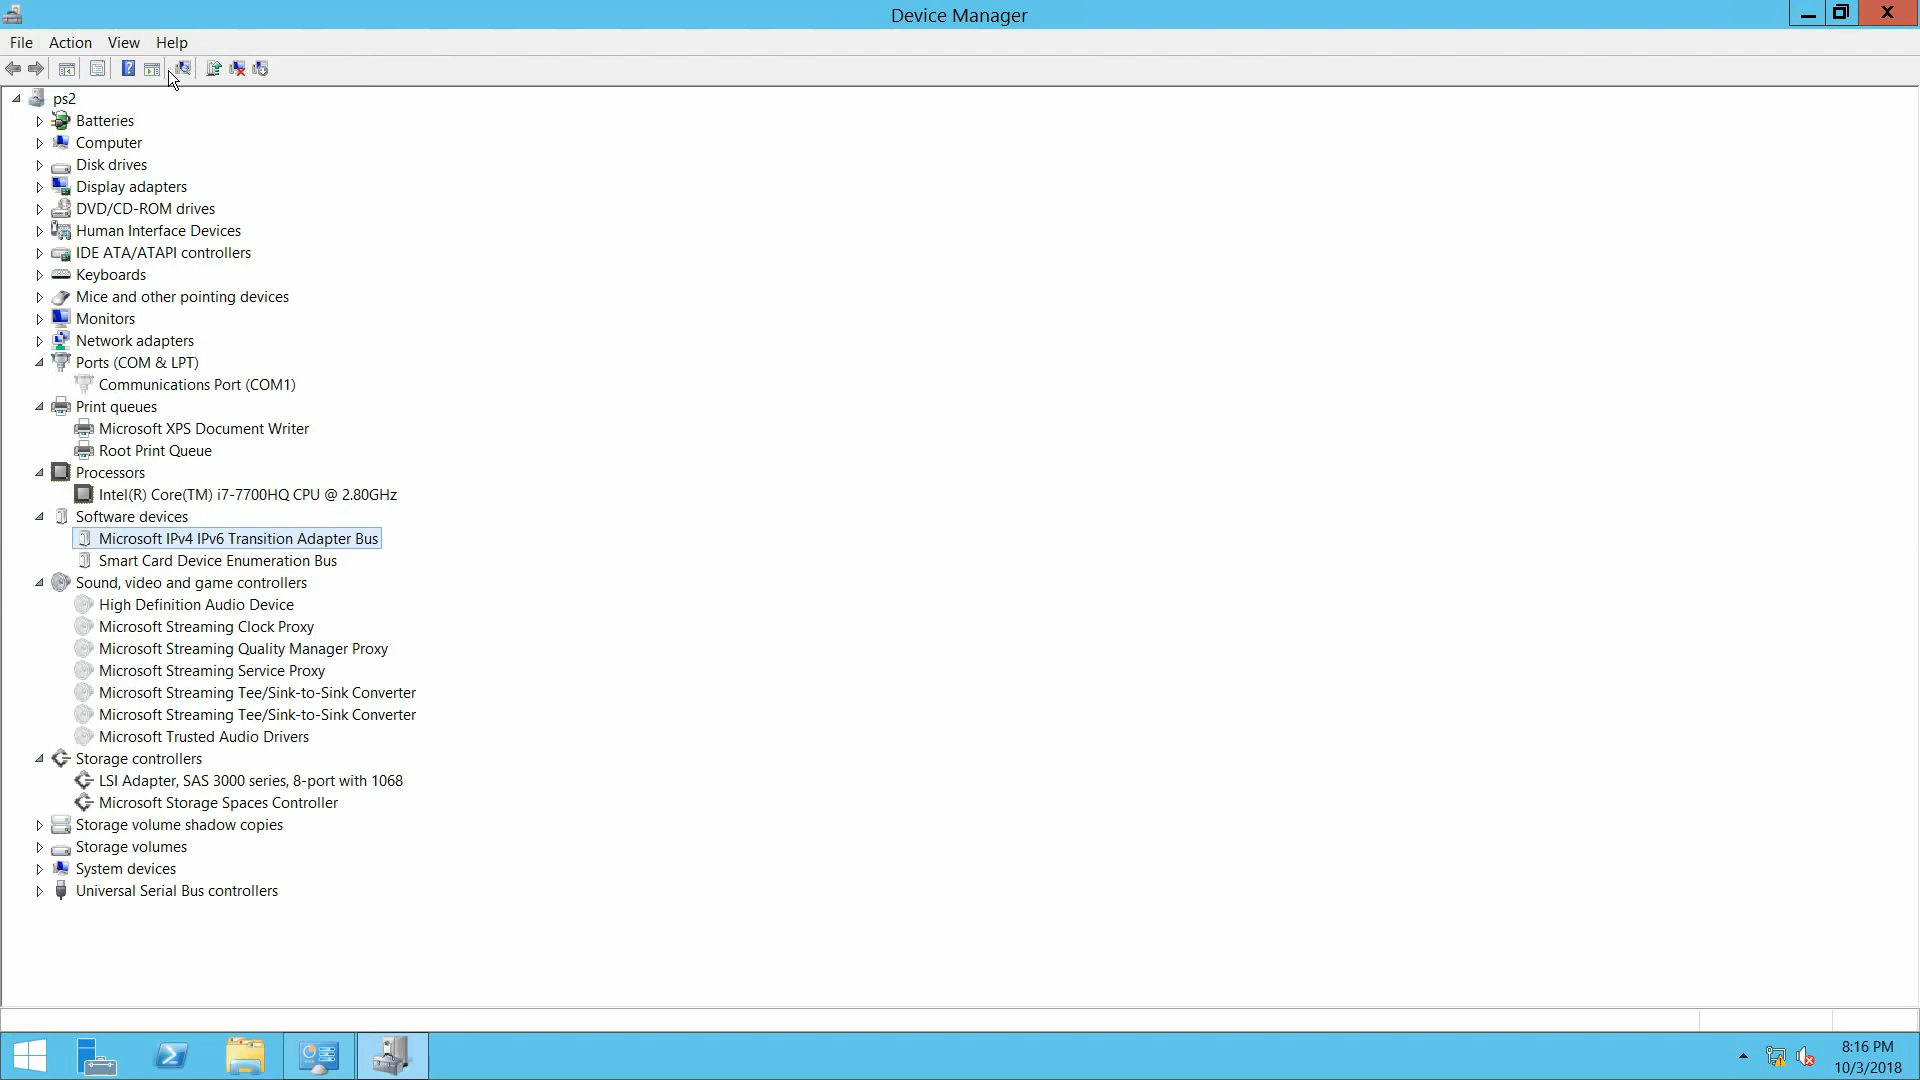 Device Manager
File Action View Help
ps2
Batteries
Computer
Disk drives
Display adapters
DVD/CD-ROM drives
Human Interface Devices
IDE ATA/ATAPI controllers
Keyboards
Mice and other pointing devices
Monitors
Network adapters
Ports (COM & LPT)
Communications Port (COM1)
Print queues
Microsoft XPS Document Writer
Root Print Queue
Processors
Intel(R) Core(TM) i7-7700HQ CPU @ 2.80GHz
Software devices
Microsoft IPv4 IPv6 Transition Adapter Bus
Smart Card Device Enumeration Bus
Sound, video and game controllers
High Definition Audio Device
Microsoft Streaming Clock Proxy
Microsoft Streaming Quality Manager Proxy
Microsoft Streaming Service Proxy
Microsoft Streaming Tee/Sink-to-Sink Converter
Microsoft Streaming Tee/Sink-to-Sink Converter
Microsoft Trusted Audio Drivers
Storage controllers
LSI Adapter, SAS 3000 series, 8-port with 1068
Microsoft Storage Spaces Controller
Storage volume shadow copies
Storage volumes
System devices
Universal Serial Bus controllers
8:16 PM
10/3/2018